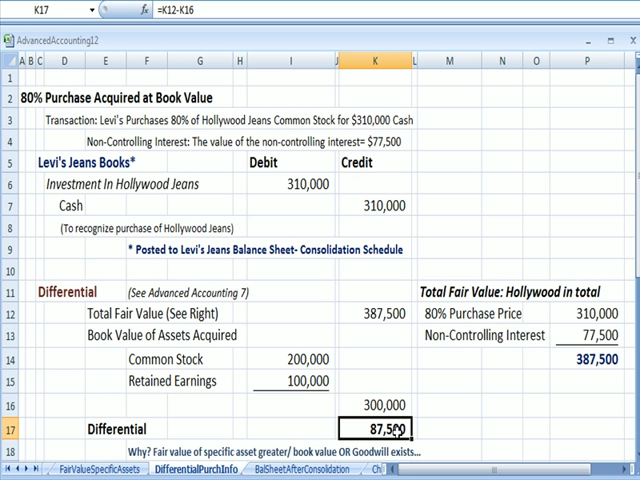 K17 fx =K12-K16
AdvancedAccounting12
A B C D E F G H I J K L M N O P
1
2 80% Purchase Acquired at Book Value
3 Transaction: Levi's Purchases 80% of Hollywood Jeans Common Stock for $310,000 Cash
4 Non-Controlling Interest: The value of the non-controlling interest= $77,500
5 Levi's Jeans Books* Debit Credit
6 Investment In Hollywood Jeans 310,000
7 Cash 310,000
8 (To recognize purchase of Hollywood Jeans)
9 * Posted to Levi's Jeans Balance Sheet- Consolidation Schedule
10
11 Differential (See Advanced Accounting 7) Total Fair Value: Hollywood in total
12 Total Fair Value (See Right) 387,500 80% Purchase Price 310,000
13 Book Value of Assets Acquired Non-Controlling Interest 77,500
14 Common Stock 200,000 387,500
15 Retained Earnings 100,000
16 300,000
17 Differential 87,500
18 Why? Fair value of specific asset greater/ book value OR Goodwill exists...
FairValueSpecificAssets DifferentialPurchInfo BalSheetAfterConsolidation Ch